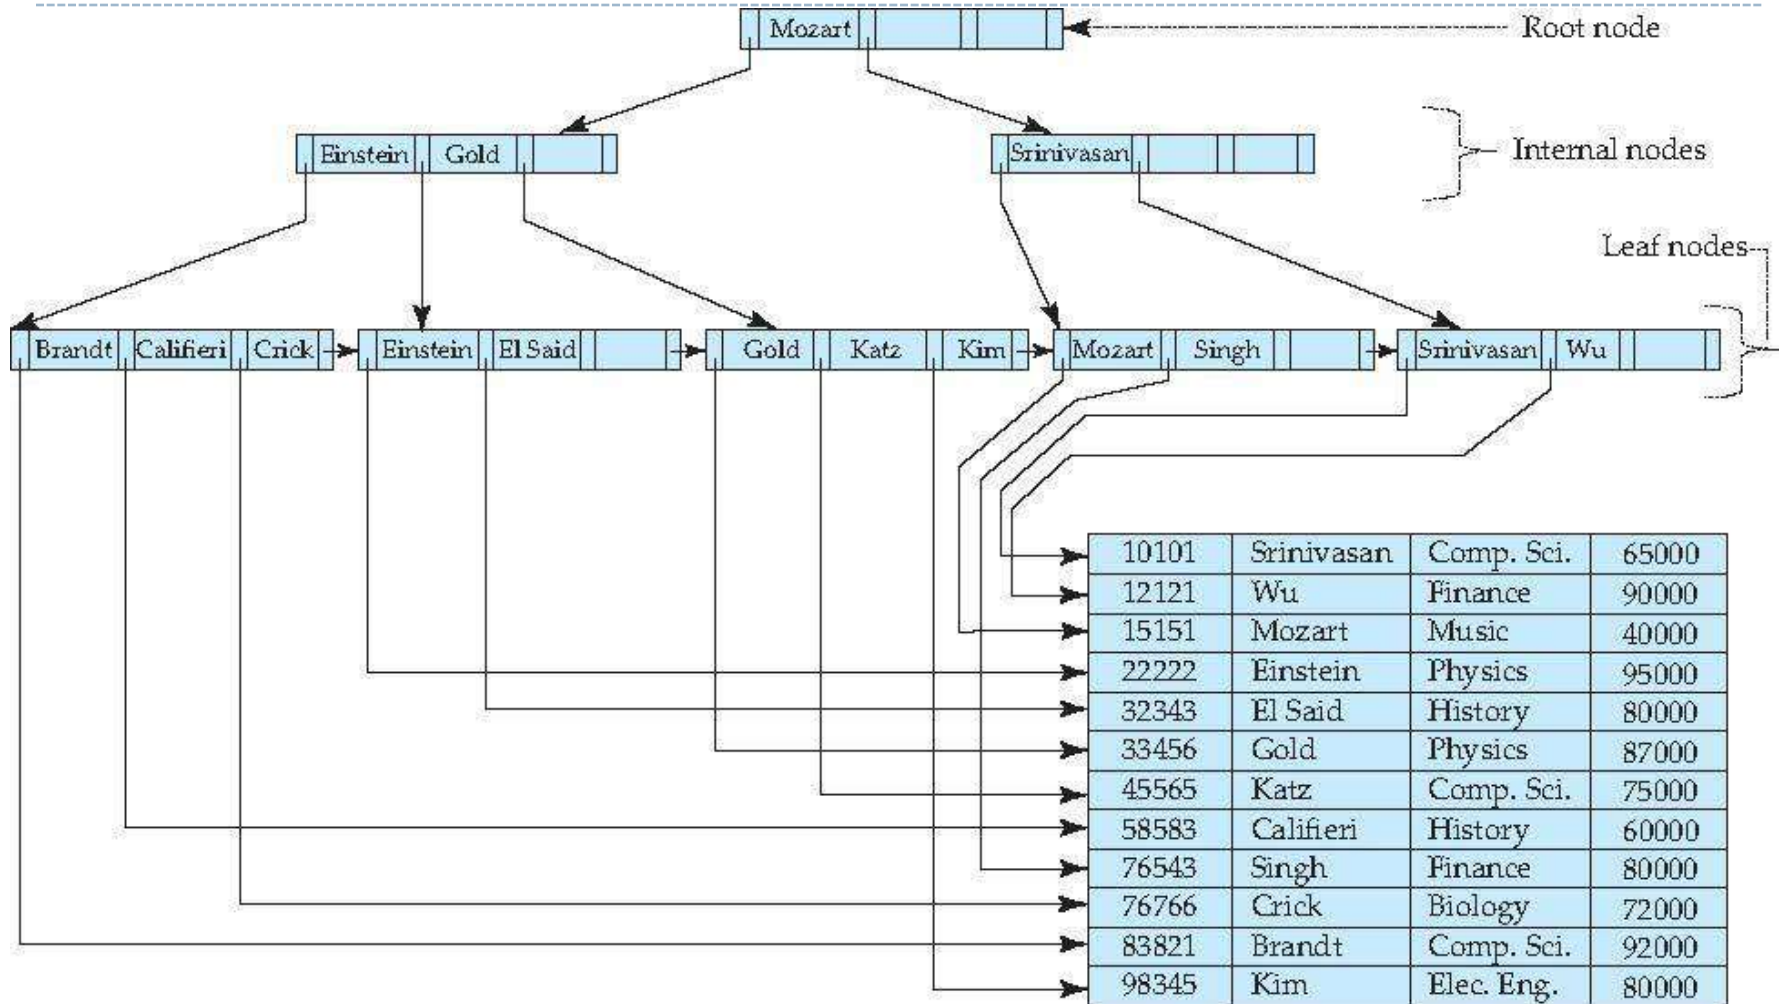 Mozart
Root node
Einstein Gold
Srinivasan
Internal nodes
Leaf nodes
Brandt Califieri Crick
Einstein El Said
Gold Katz Kim
Mozart Singh
Srinivasan Wu
10101 Srinivasan Comp. Sci. 65000
12121 Wu Finance 90000
15151 Mozart Music 40000
22222 Einstein Physics 95000
32343 El Said History 80000
33456 Gold Physics 87000
45565 Katz Comp. Sci. 75000
58583 Califieri History 60000
76543 Singh Finance 80000
76766 Crick Biology 72000
83821 Brandt Comp. Sci. 92000
98345 Kim Elec. Eng. 80000